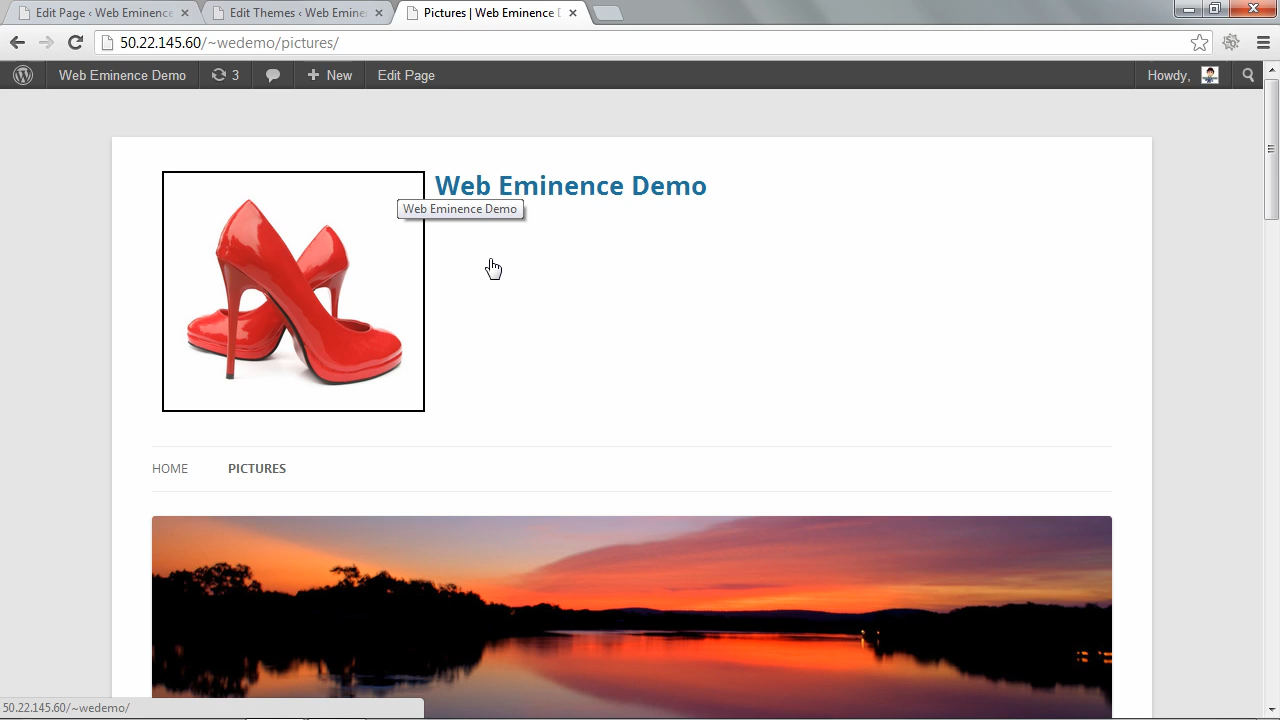 Edit Page ‹ Web Eminence
Edit Themes ‹ Web Emine
Pictures | Web Eminence
50.22.145.60/~wedemo/pictures/
Web Eminence Demo
3
New
Edit Page
Howdy,
Web Eminence Demo
Web Eminence Demo
HOME
PICTURES
50.22.145.60/~wedemo/